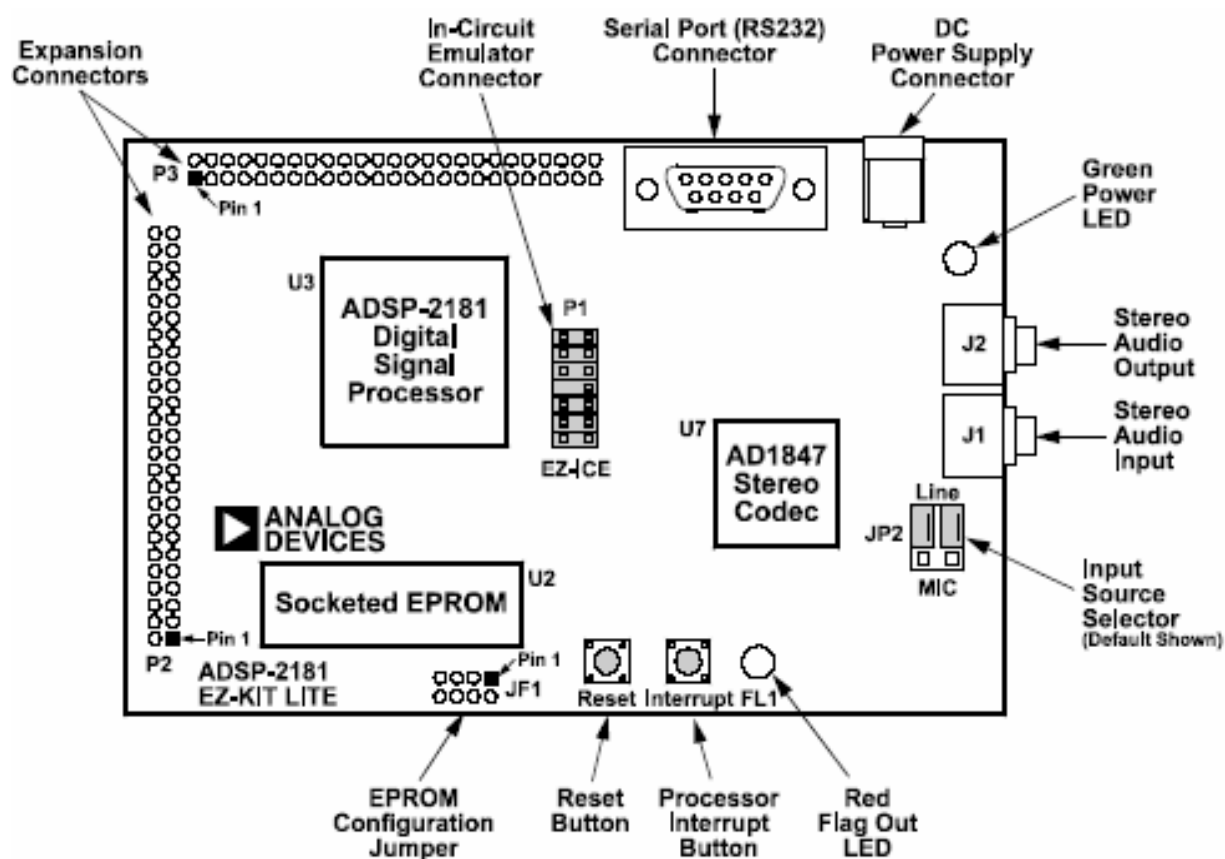 Expansion
Connectors
In-Circuit
Emulator
Connector
Serial Port (RS232)
Connector
DC
Power Supply
Connector
P3
Pin 1
Green
Power
LED
U3
ADSP-2181
Digital
Signal
Processor
P1
EZ-ICE
J2
Stereo
Audio
Output
J1
Stereo
Audio
Input
U7
AD1847
Stereo
Codec
Line
JP2
MIC
Input
Source
Selector
(Default Shown)
ANALOG
DEVICES
U2
Socketed EPROM
Pin 1
P2
ADSP-2181
EZ-KIT LITE
Pin 1
JF1
Reset
Interrupt
FL1
EPROM
Configuration
Jumper
Reset
Button
Processor
Interrupt
Button
Red
Flag Out
LED